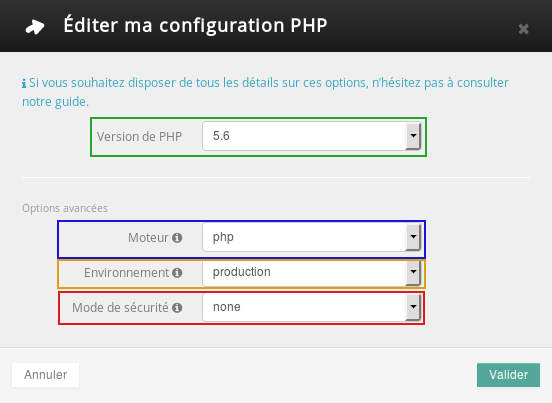 Éditer ma configuration PHP
Si vous souhaitez disposer de tous les détails sur ces options, n'hésitez pas à consulter
notre guide.
Version de PHP 5.6
Options avancées
Moteur php
Environnement production
Mode de sécurité none
Annuler Valider